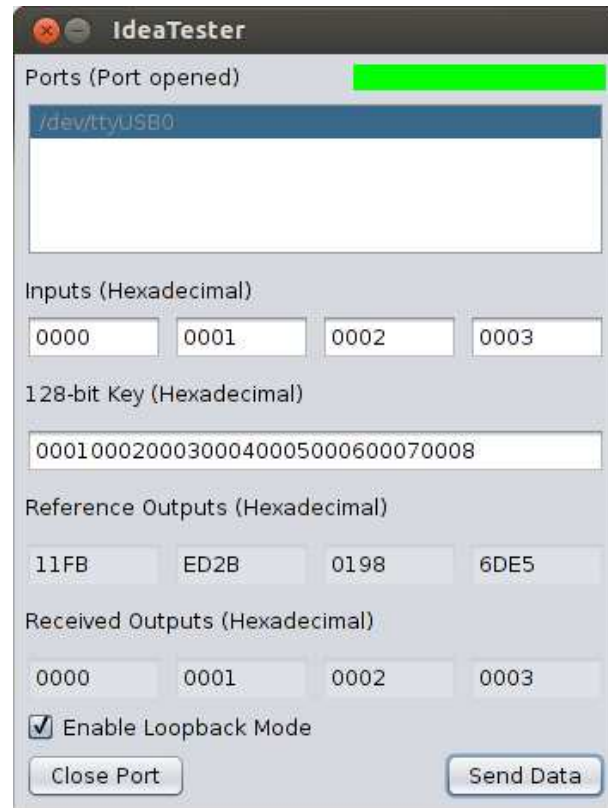 IdeaTester
Ports (Port opened)
/dev/ttyUSB0
Inputs (Hexadecimal)
0000 0001 0002 0003
128-bit Key (Hexadecimal)
00010002000300040005000600070008
Reference Outputs (Hexadecimal)
11FB ED2B 0198 6DE5
Received Outputs (Hexadecimal)
0000 0001 0002 0003
Enable Loopback Mode
Close Port Send Data